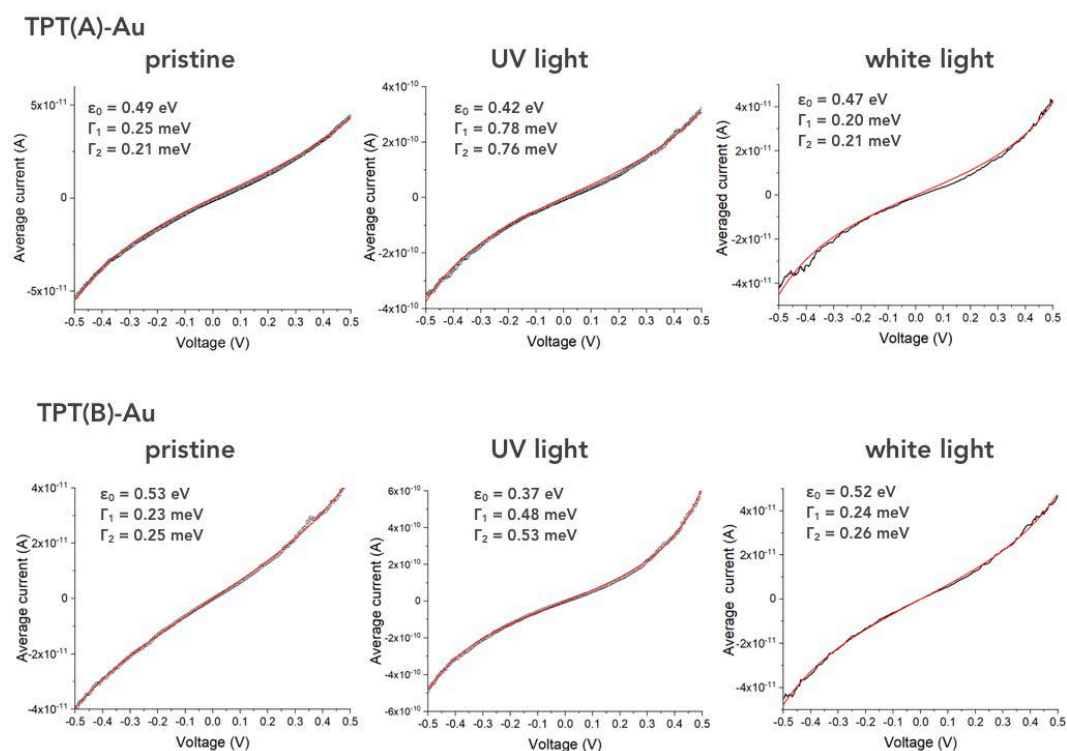 TPT(A)-Au
pristine
UV light
white light
ε₀ = 0.49 eV
Γ₁ = 0.25 meV
Γ₂ = 0.21 meV
5x10⁻¹¹
0
-5x10⁻¹¹
Average current (A)
-0.5 -0.4 -0.3 -0.2 -0.1 0.0 0.1 0.2 0.3 0.4 0.5
Voltage (V)
ε₀ = 0.42 eV
Γ₁ = 0.78 meV
Γ₂ = 0.76 meV
4x10⁻¹⁰
2x10⁻¹⁰
0
-2x10⁻¹⁰
-4x10⁻¹⁰
Average current (A)
-0.5 -0.4 -0.3 -0.2 -0.1 0.0 0.1 0.2 0.3 0.4 0.5
Voltage (V)
ε₀ = 0.47 eV
Γ₁ = 0.20 meV
Γ₂ = 0.21 meV
4x10⁻¹¹
2x10⁻¹¹
0
-2x10⁻¹¹
-4x10⁻¹¹
Averaged current (A)
-0.5 -0.4 -0.3 -0.2 -0.1 0.0 0.1 0.2 0.3 0.4 0.5
Voltage (V)
TPT(B)-Au
pristine
UV light
white light
ε₀ = 0.53 eV
Γ₁ = 0.23 meV
Γ₂ = 0.25 meV
4x10⁻¹¹
2x10⁻¹¹
0
-2x10⁻¹¹
-4x10⁻¹¹
Average current (A)
-0.5 -0.4 -0.3 -0.2 -0.1 0.0 0.1 0.2 0.3 0.4 0.5
Voltage (V)
ε₀ = 0.37 eV
Γ₁ = 0.48 meV
Γ₂ = 0.53 meV
6x10⁻¹⁰
4x10⁻¹⁰
2x10⁻¹⁰
0
-2x10⁻¹⁰
-4x10⁻¹⁰
-6x10⁻¹⁰
Average current (A)
-0.5 -0.4 -0.3 -0.2 -0.1 0.0 0.1 0.2 0.3 0.4 0.5
Voltage (V)
ε₀ = 0.52 eV
Γ₁ = 0.24 meV
Γ₂ = 0.26 meV
4x10⁻¹¹
2x10⁻¹¹
0
-2x10⁻¹¹
-4x10⁻¹¹
Average current (A)
-0.5 -0.4 -0.3 -0.2 -0.1 0.0 0.1 0.2 0.3 0.4 0.5
Voltage (V)